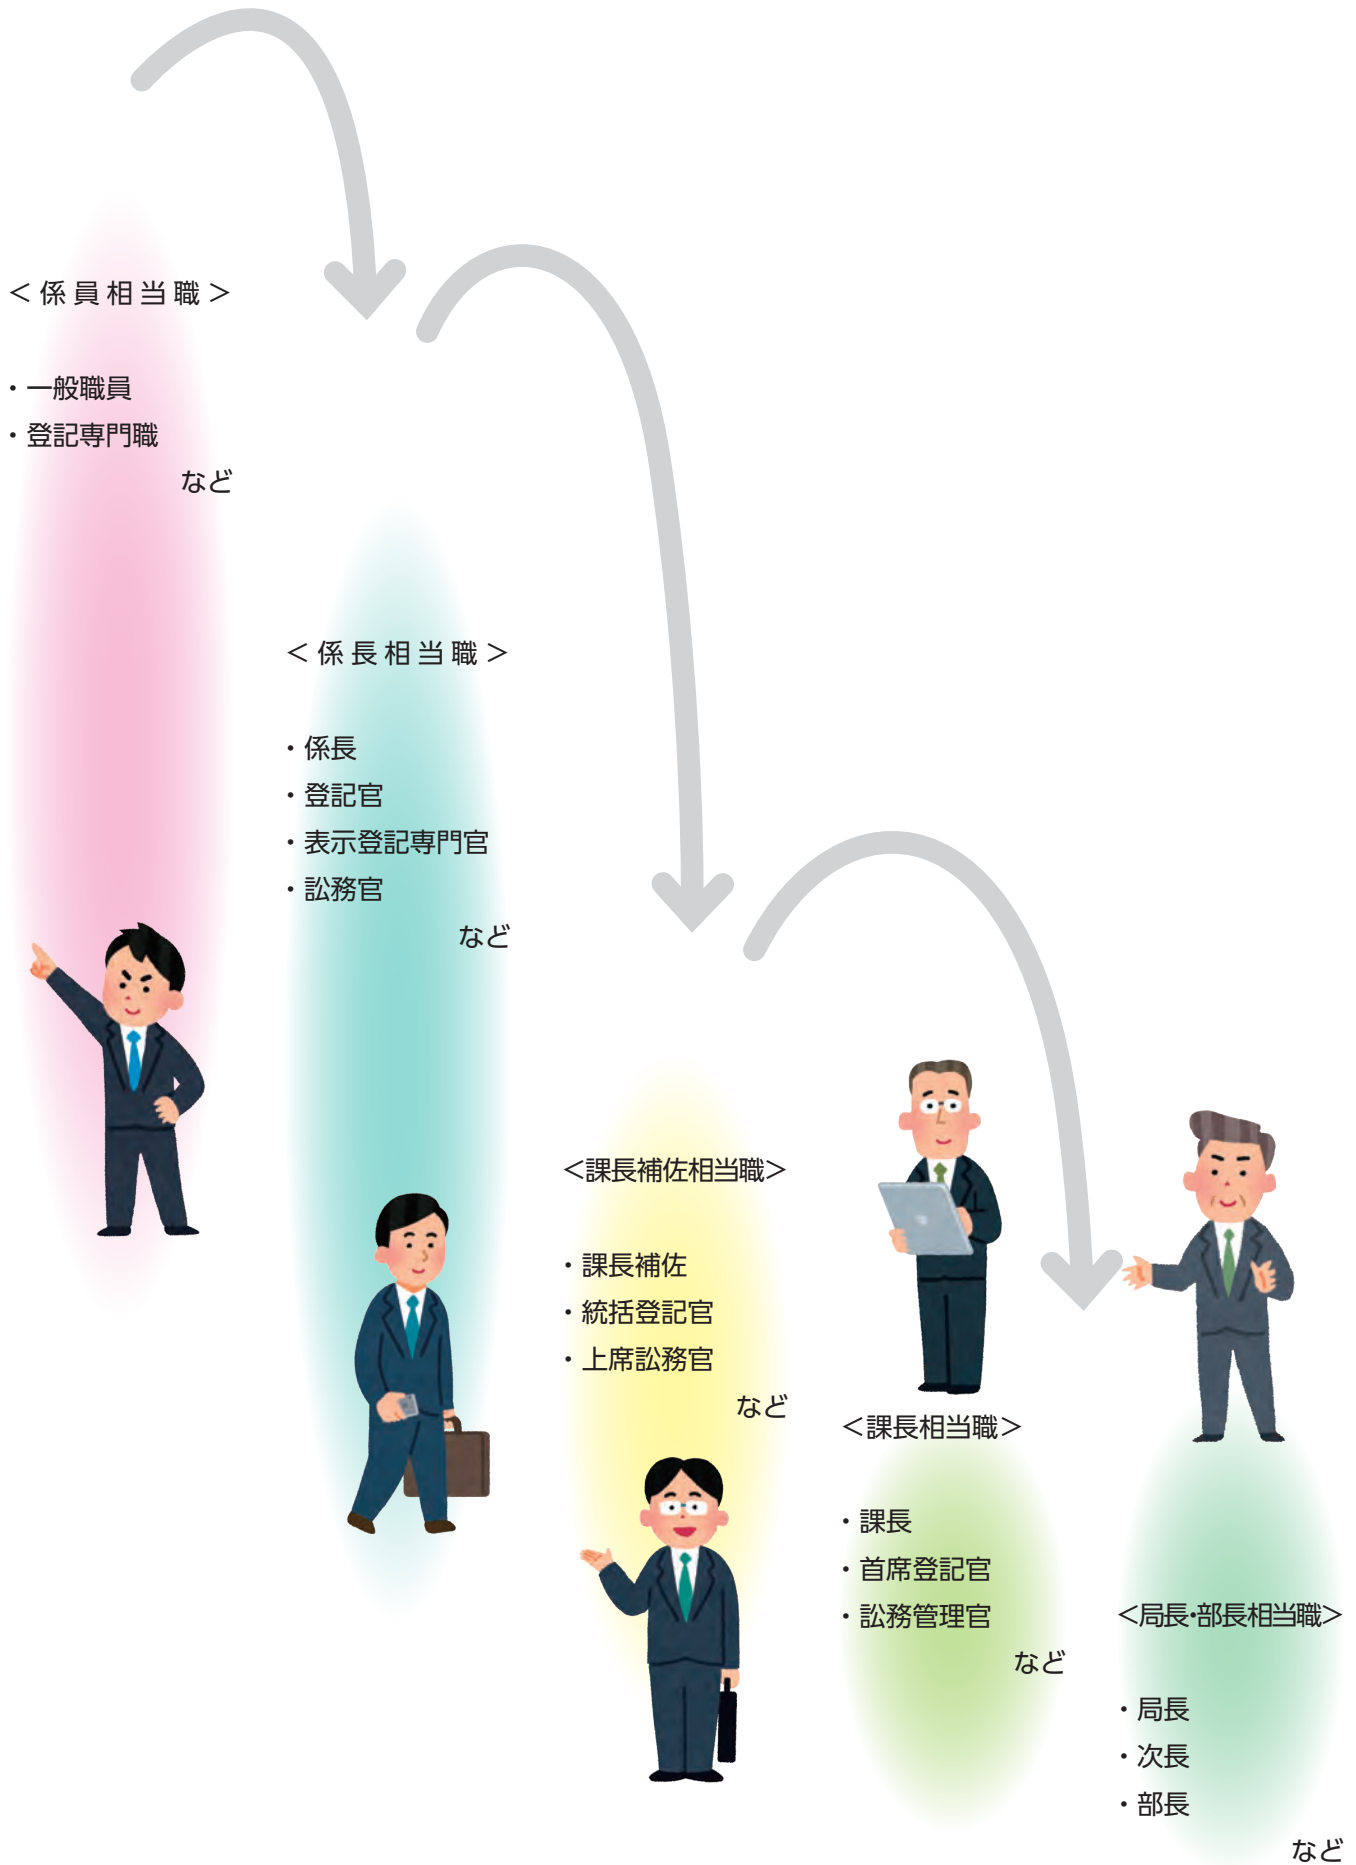 ＜係員相当職＞
・一般職員
・登記専門職
など
＜係長相当職＞
・係長
・登記官
・表示登記専門官
・訟務官
など
＜課長補佐相当職＞
・課長補佐
・統括登記官
・上席訟務官
など
＜課長相当職＞
・課長
・首席登記官
・訟務管理官
など
＜局長・部長相当職＞
・局長
・次長
・部長
など